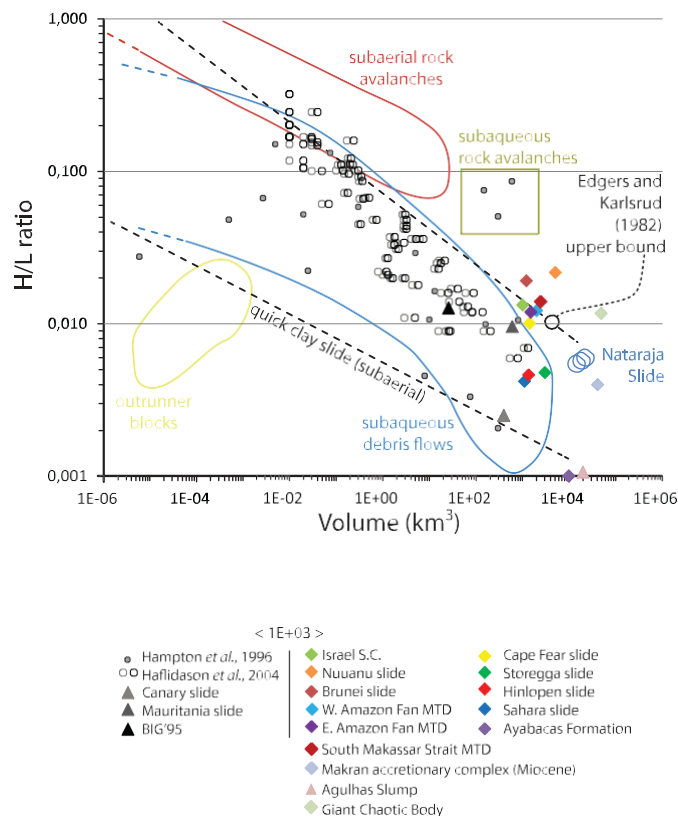 1,000
subaerial rock
avalanches
subaqueous
rock avalanches
0,100
Edgers and
Karlsrud
(1982)
upper bound
H/L ratio
0,010
quick clay slide (subaerial)
Nataraja
Slide
outrunner
blocks
subaqueous
debris flows
0,001
1E-06 1E-04 1E-02 1E+00 1E+02 1E+04 1E+06
Volume (km3)
< 1E+03 >
Hampton et al., 1996
Haflidason et al., 2004
Canary slide
Mauritania slide
BIG'95
Israel S.C.
Nuuanu slide
Brunei slide
W. Amazon Fan MTD
E. Amazon Fan MTD
South Makassar Strait MTD
Makran accretionary complex (Miocene)
Agulhas Slump
Giant Chaotic Body
Cape Fear slide
Storegga slide
Hinlopen slide
Sahara slide
Ayabacas Formation